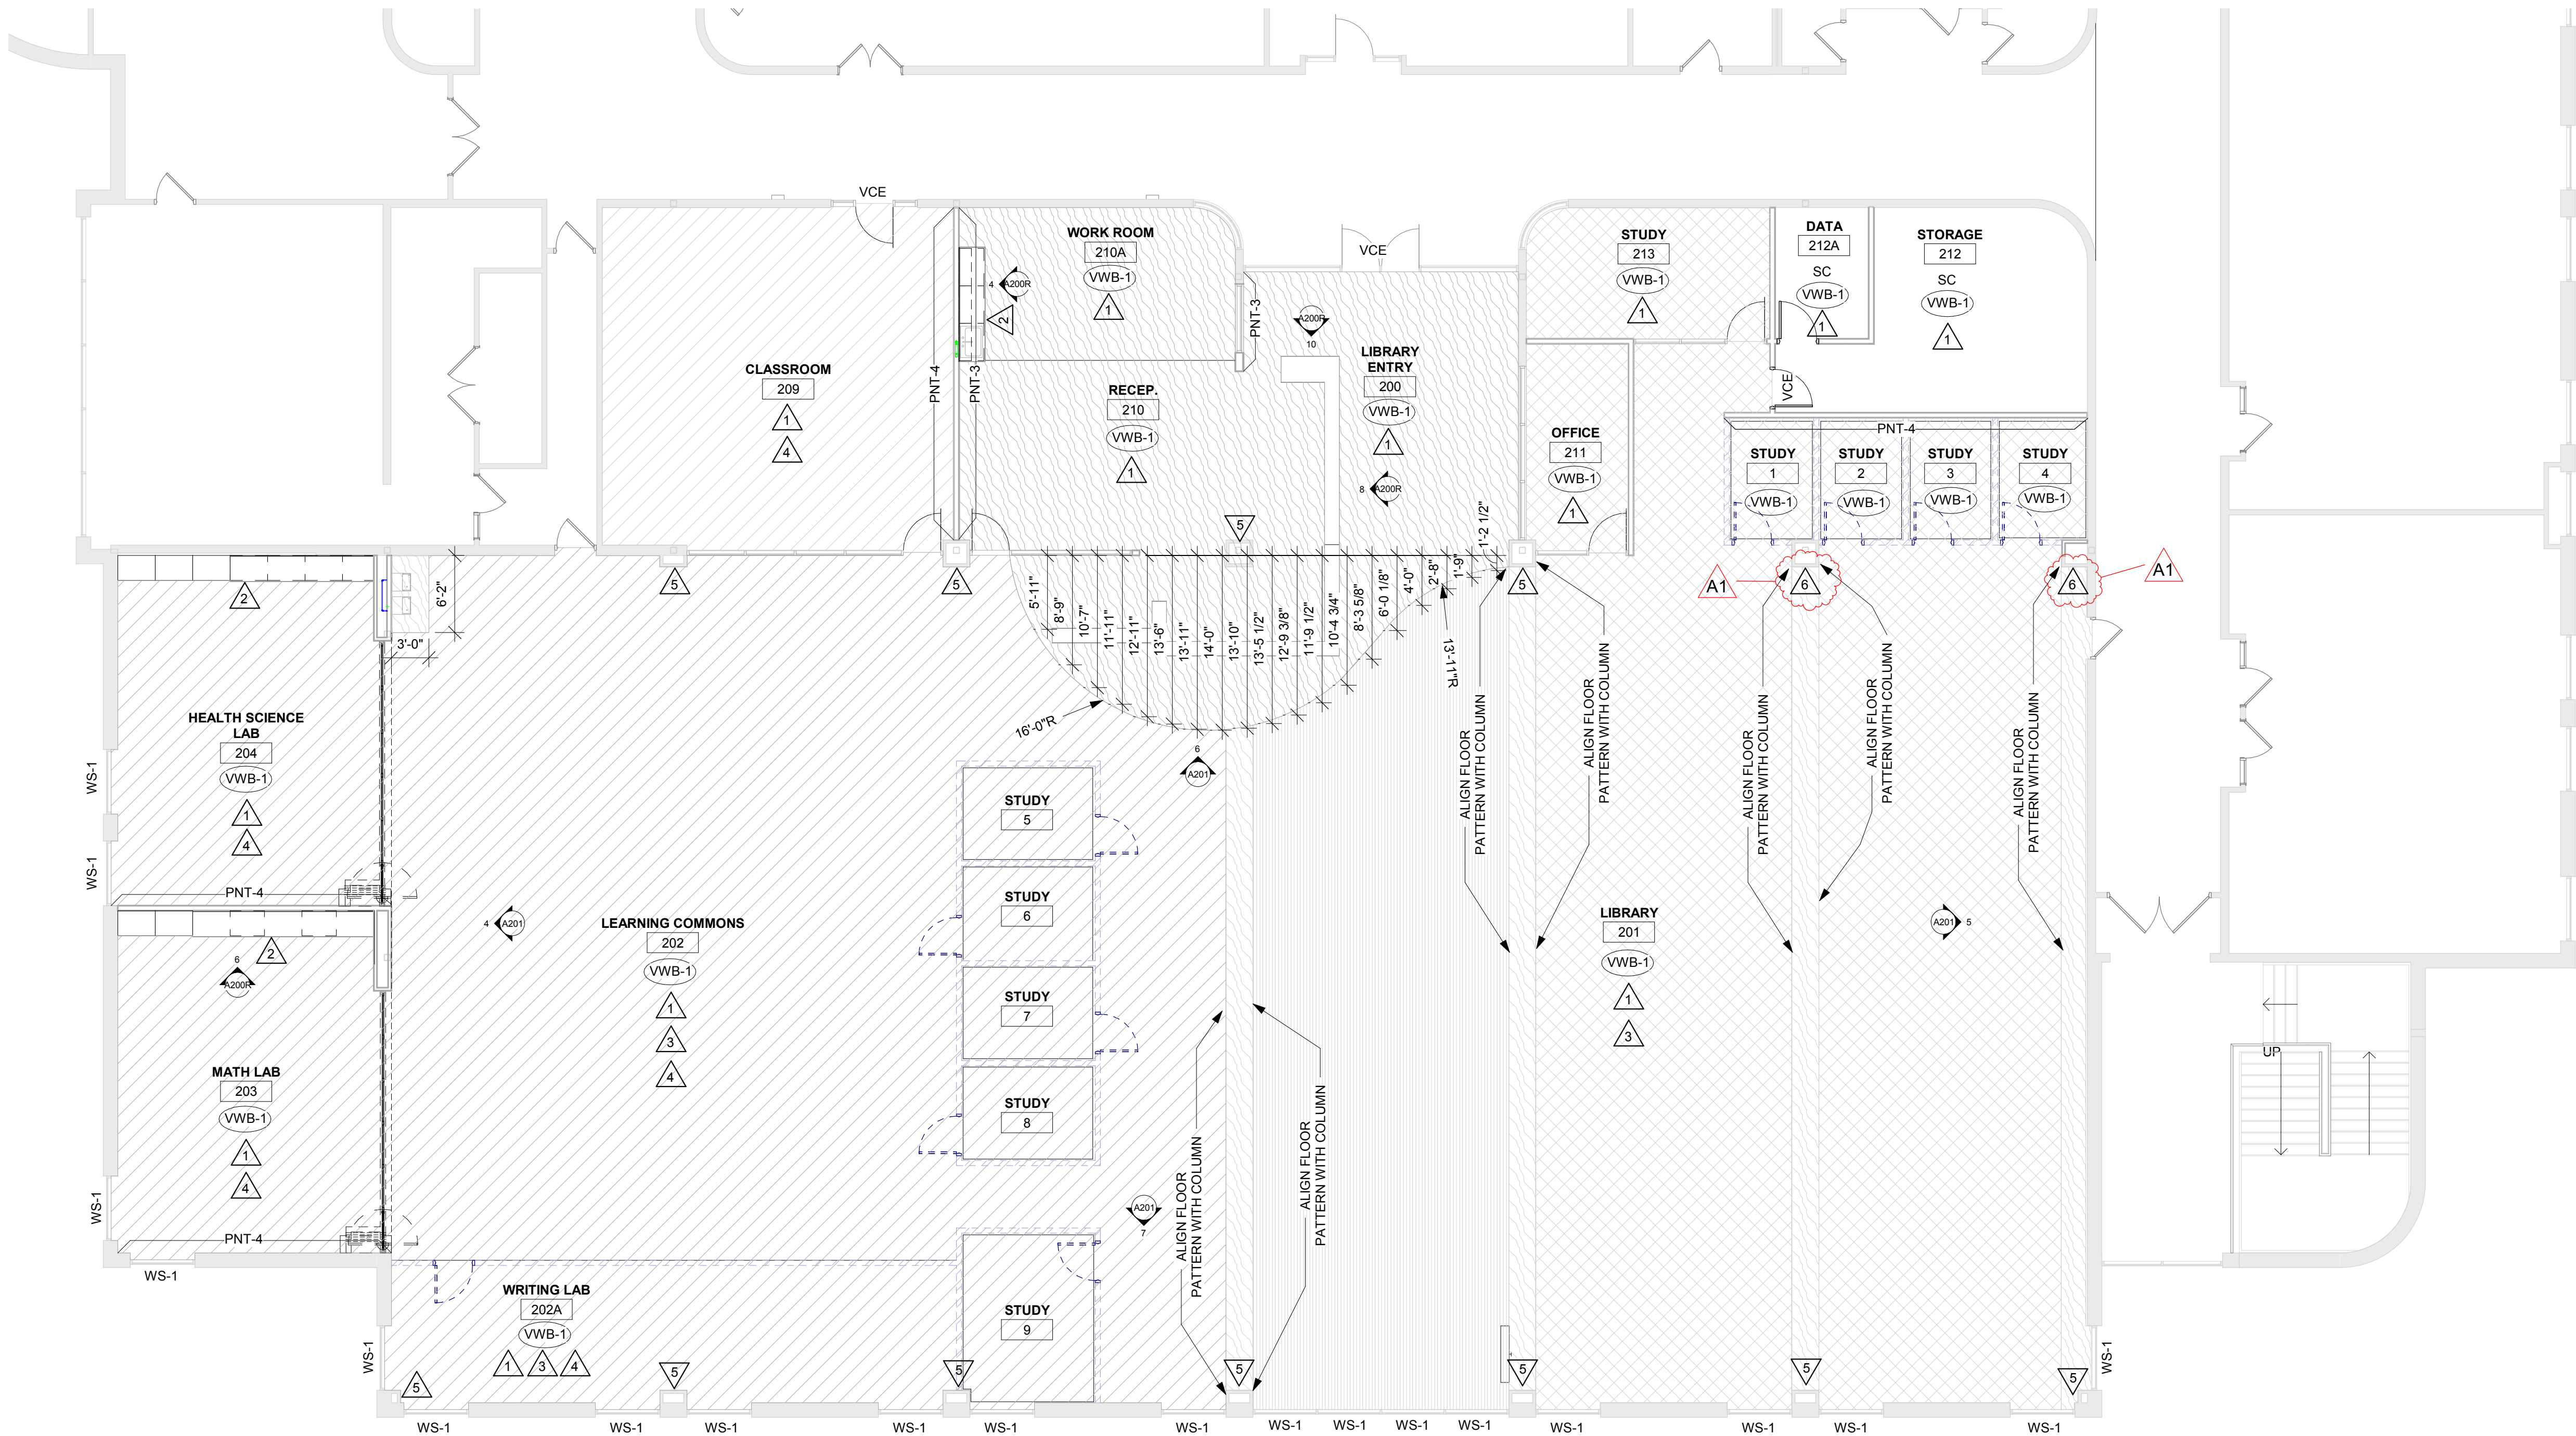 VCE
WORK ROOM
210A
VWB-1
1
4
A200R
2
STUDY
213
VWB-1
1
DATA
212A
SC
VWB-1
1
STORAGE
212
SC
VWB-1
1
VCE
PNT-3
A200R
10
LIBRARY
ENTRY
200
VWB-1
1
8
A200R
CLASSROOM
209
1
4
PNT-4
PNT-3
RECEP.
210
VWB-1
1
VCE
OFFICE
211
VWB-1
1
PNT-4
STUDY
1
VWB-1
STUDY
2
VWB-1
STUDY
3
VWB-1
STUDY
4
VWB-1
5
5
5
5
6
6
A1
A1
2
6'-2"
3'-0"
5'-11"
8'-9"
10'-7"
11'-11"
12'-11"
13'-6"
13'-11"
14'-0"
13'-10"
13'-5 1/2"
12'-9 3/8"
11'-9 1/2"
10'-4 3/4"
8'-3 5/8"
6'-0 1/8"
4'-0"
2'-8"
1'-9"
1'-2 1/2"
13'-11"R
16'-0"R
6
A201
ALIGN FLOOR
PATTERN WITH COLUMN
ALIGN FLOOR
PATTERN WITH COLUMN
ALIGN FLOOR
PATTERN WITH COLUMN
ALIGN FLOOR
PATTERN WITH COLUMN
ALIGN FLOOR
PATTERN WITH COLUMN
HEALTH SCIENCE
LAB
204
VWB-1
1
4
WS-1
WS-1
PNT-4
2
6
A200R
MATH LAB
203
VWB-1
1
4
WS-1
PNT-4
WS-1
4
A201
LEARNING COMMONS
202
VWB-1
1
3
4
STUDY
5
STUDY
6
STUDY
7
STUDY
8
LIBRARY
201
VWB-1
1
3
A201
5
UP
A201
7
ALIGN FLOOR
PATTERN WITH COLUMN
ALIGN FLOOR
PATTERN WITH COLUMN
WRITING LAB
202A
VWB-1
1
3
4
STUDY
9
WS-1
WS-1
5
5
5
5
5
5
5
WS-1
WS-1
WS-1
WS-1
WS-1
WS-1
WS-1
WS-1
WS-1
WS-1
WS-1
WS-1
WS-1
WS-1